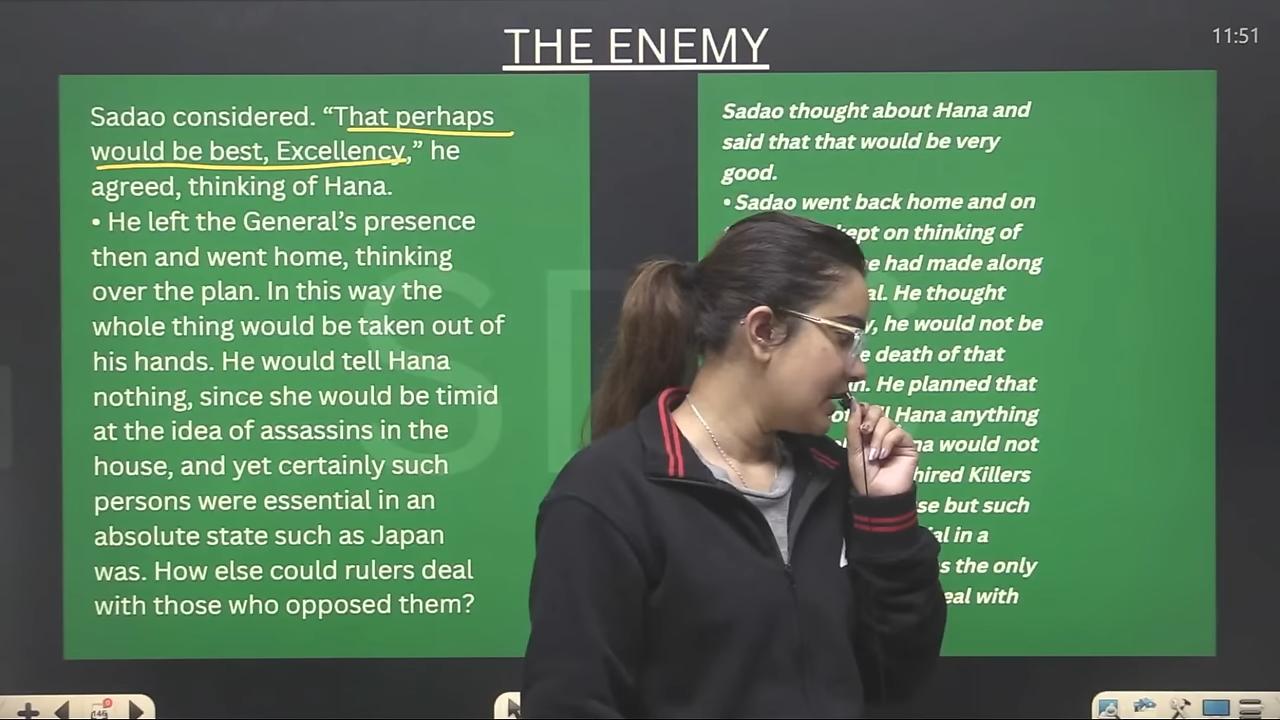 THE ENEMY
11:51
Sadao considered. “That perhaps
would be best, Excellency,” he
agreed, thinking of Hana.
• He left the General’s presence
then and went home, thinking
over the plan. In this way the
whole thing would be taken out of
his hands. He would tell Hana
nothing, since she would be timid
at the idea of assassins in the
house, and yet certainly such
persons were essential in an
absolute state such as Japan
was. How else could rulers deal
with those who opposed them?
Sadao thought about Hana and
said that that would be very
good.
• Sadao went back home and on
kept on thinking of
he had made along
He thought
he would not be
death of that
He planned that
Hana anything
would not
hired Killers
but such
in a
the only
with
146